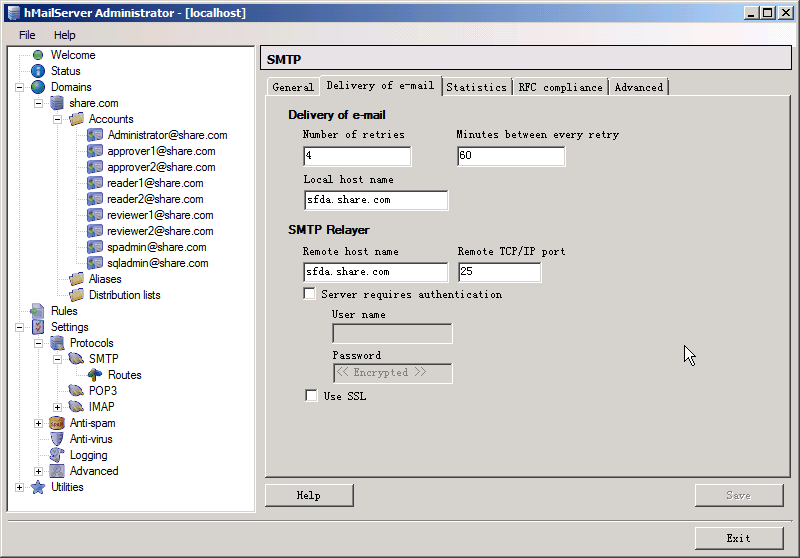 hMailServer Administrator - [localhost]
File Help
Welcome
Status
Domains
share.com
Accounts
Administrator@share.com
approver1@share.com
approver2@share.com
reader1@share.com
reader2@share.com
reviewer1@share.com
reviewer2@share.com
spadmin@share.com
sqladmin@share.com
Aliases
Distribution lists
Rules
Settings
Protocols
SMTP
Routes
POP3
IMAP
Anti-spam
Anti-virus
Logging
Advanced
Utilities
SMTP
General Delivery of e-mail Statistics RFC compliance Advanced
Delivery of e-mail
Number of retries Minutes between every retry
4 60
Local host name
sfda.share.com
SMTP Relayer
Remote host name Remote TCP/IP port
sfda.share.com 25
Server requires authentication
User name
Password
<< Encrypted >>
Use SSL
Help Save
Exit